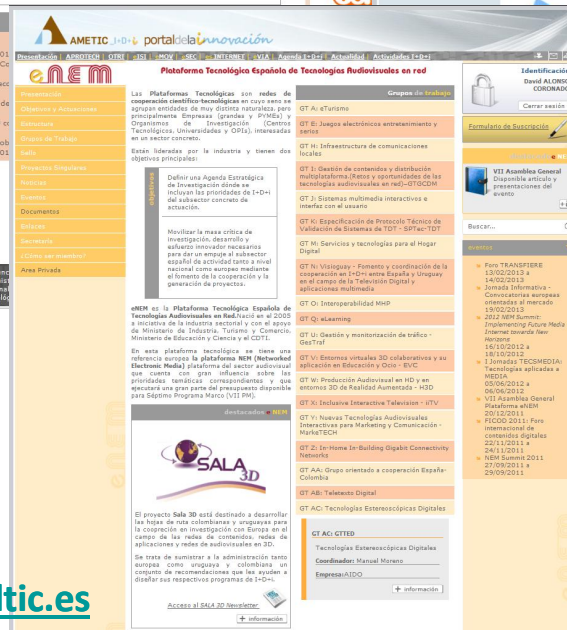 AMETIC I+D+i portaldelainnovación
Presentación | APROTECH | OTRI | eISI | eMOV | eSEC | es.INTERNET | eVIA | Agenda I+D+i | Actualidad | Actividades I+D+i
enem
Plataforma Tecnológica Española de Tecnologías Audiovisuales en red
Presentación
Objetivos y Actuaciones
Estructura
Grupos de Trabajo
Sello
Proyectos Singulares
Noticias
Eventos
Documentos
Enlaces
Secretaría
¿Cómo ser miembro?
Area Privada
Las Plataformas Tecnológicas son redes de
cooperación científico-tecnológicas en cuyo seno se
agrupan entidades de muy distinta naturaleza, pero
principalmente Empresas (grandes y PYMEs) y
Organismos de Investigación (Centros
Tecnológicos, Universidades y OPIs), interesadas
en un sector concreto.
Están lideradas por la industria y tienen dos
objetivos principales:
objetivos
Definir una Agenda Estratégica
de Investigación dónde se
incluyan las prioridades de I+D+i
del subsector concreto de
actuación.
Movilizar la masa crítica de
investigación, desarrollo y
esfuerzo innovador necesarios
para dar un empuje al subsector
español de actividad tanto a nivel
nacional como europeo mediante
el fomento de la cooperación y la
generación de proyectos.
eNEM es la Plataforma Tecnológica Española de
Tecnologías Audiovisuales en Red.Nació en el 2005
a iniciativa de la industria sectorial y con el apoyo
de Ministerio de Industria, Turismo y Comercio,
Ministerio de Educación y Ciencia y el CDTI.
En esta plataforma tecnológica se tiene una
referencia europea la plataforma NEM (Networked
Electronic Media) plataforma del sector audiovisual
que cuenta con gran influencia sobre las
prioridades temáticas correspondientes y que
ejecutará una gran parte del presupuesto disponible
para Séptimo Programa Marco (VII PM).
destacados e NEM
SALA
3D
El proyecto Sala 3D está destinado a desarrollar
las hojas de ruta colombianas y uruguayas para
la coopreción en investigación con Europa en el
campo de las redes de contenidos, redes de
aplicaciones y redes de audiovisuales en 3D.
Se trata de sumistrar a la administración tanto
europea como uruguaya y colombiana un
conjunto de recomendaciones que les ayuden a
diseñar sus respectivos programas de I+D+i.
Acceso al SALA 3D Newsletter
+ información
Grupos de trabajo
GT A: eTurismo
GT E: Juegos electrónicos entretenimiento y
serios
GT H: Infraestructura de comunicaciones
locales
GT I: Gestión de contenidos y distribución
multiplataforma.(Retos y oportunidades de las
tecnologías audiovisuales en red)-GTGCDM
GT J: Sistemas multimedia interactivos e
interfaz con el usuario
GT K: Especificación de Protocolo Técnico de
Validación de Sistemas de TDT - SPTec-TDT
GT M: Servicios y tecnologías para el Hogar
Digital
GT N: Visiguay - Fomento y coordinación de la
cooperación en I+D+i entre España y Uruguay
en el campo de la Televisión Digital y
aplicaciones multimedia
GT O: Interoperabilidad MHP
GT Q: eLearning
GT U: Gestión y monitorización de tráfico -
GesTraf
GT V: Entornos virtuales 3D colaborativos y su
aplicación en Educación y Ocio - EVC
GT W: Producción Audiovisual en HD y en
entornos 3D de Realidad Aumentada - H3D
GT X: Inclusive Interactive Television - iiTV
GT Y: Nuevas Tecnologías Audiovisuales
Interactivas para Marketing y Comunicación -
MarkeTECH
GT Z: In-Home In-Building Gigabit Connectivity
Networks
GT AA: Grupo orientado a cooperación España-
Colombia
GT AB: Teletexto Digital
GT AC: Tecnologías Estereoscópicas Digitales
GT AC: GTTED
Tecnologías Estereoscópicas Digitales
Coordinador: Manuel Moreno
Empresa:AIDO
+ información
Identificación
David ALONSO
CORONADO
Cerrar sesión
Formulario de Suscripción
VII Asamblea General
Disponible artículo y
presentaciones del
evento
Buscar...
eventos
Foro TRANSFIERE
13/02/2013 a
14/02/2013
Jornada Informativa -
Convocatorias europeas
orientadas al mercado
19/02/2013
2012 NEM Summit:
Implementing Future Media
Internet towards New
Horizons
16/10/2012 a
18/10/2012
I Jornadas TECSMEDIA:
Tecnologías aplicadas a
MEDIA
05/06/2012 a
06/06/2012
VII Asamblea General
Plataforma eNEM
20/12/2011
FICOD 2011: Foro
internacional de
contenidos digitales
22/11/2011 a
24/11/2011
NEM Summit 2011
27/09/2011 a
29/09/2011
ltic.es